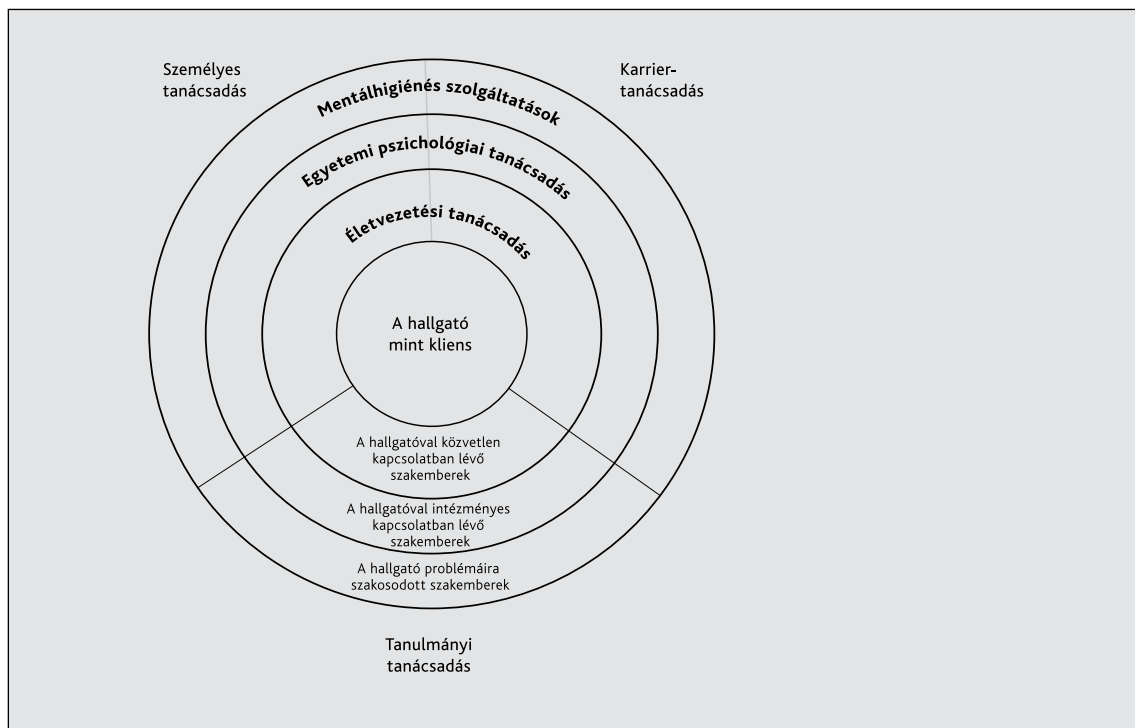 Személyes
tanácsadás
Karrier-
tanácsadás
Mentálhigiénés szolgáltatások
Egyetemi pszichológiai tanácsadás
Életvezetési tanácsadás
A hallgató
mint kliens
A hallgatóval közvetlen
kapcsolatban lévő
szakemberek
A hallgatóval intézményes
kapcsolatban lévő
szakemberek
A hallgató problémáira
szakosodott szakemberek
Tanulmányi
tanácsadás